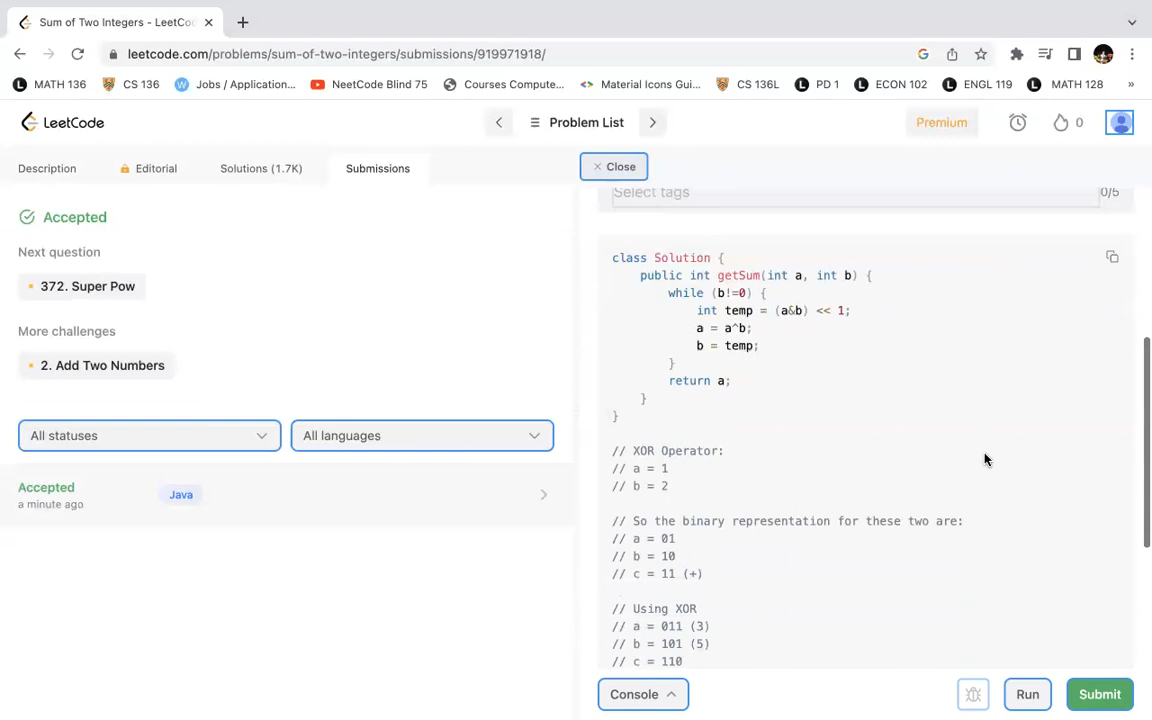 Sum of Two Integers - LeetCo
leetcode.com/problems/sum-of-two-integers/submissions/919971918/
MATH 136
CS 136
Jobs / Application...
NeetCode Blind 75
Courses Compute...
Material Icons Gui...
CS 136L
PD 1
ECON 102
ENGL 119
MATH 128
»
LeetCode
Problem List
Premium
0
Description
Editorial
Solutions (1.7K)
Submissions
Close
Accepted
Next question
372. Super Pow
More challenges
2. Add Two Numbers
All statuses
All languages
Accepted
a minute ago
Java
Select tags
0/5
class Solution {
public int getSum(int a, int b) {
while (b!=0) {
int temp = (a&b) << 1;
a = a^b;
b = temp;
}
return a;
}
}
// XOR Operator:
// a = 1
// b = 2
// So the binary representation for these two are:
// a = 01
// b = 10
// c = 11 (+)
// Using XOR
// a = 011 (3)
// b = 101 (5)
// c = 110
Console
Run
Submit